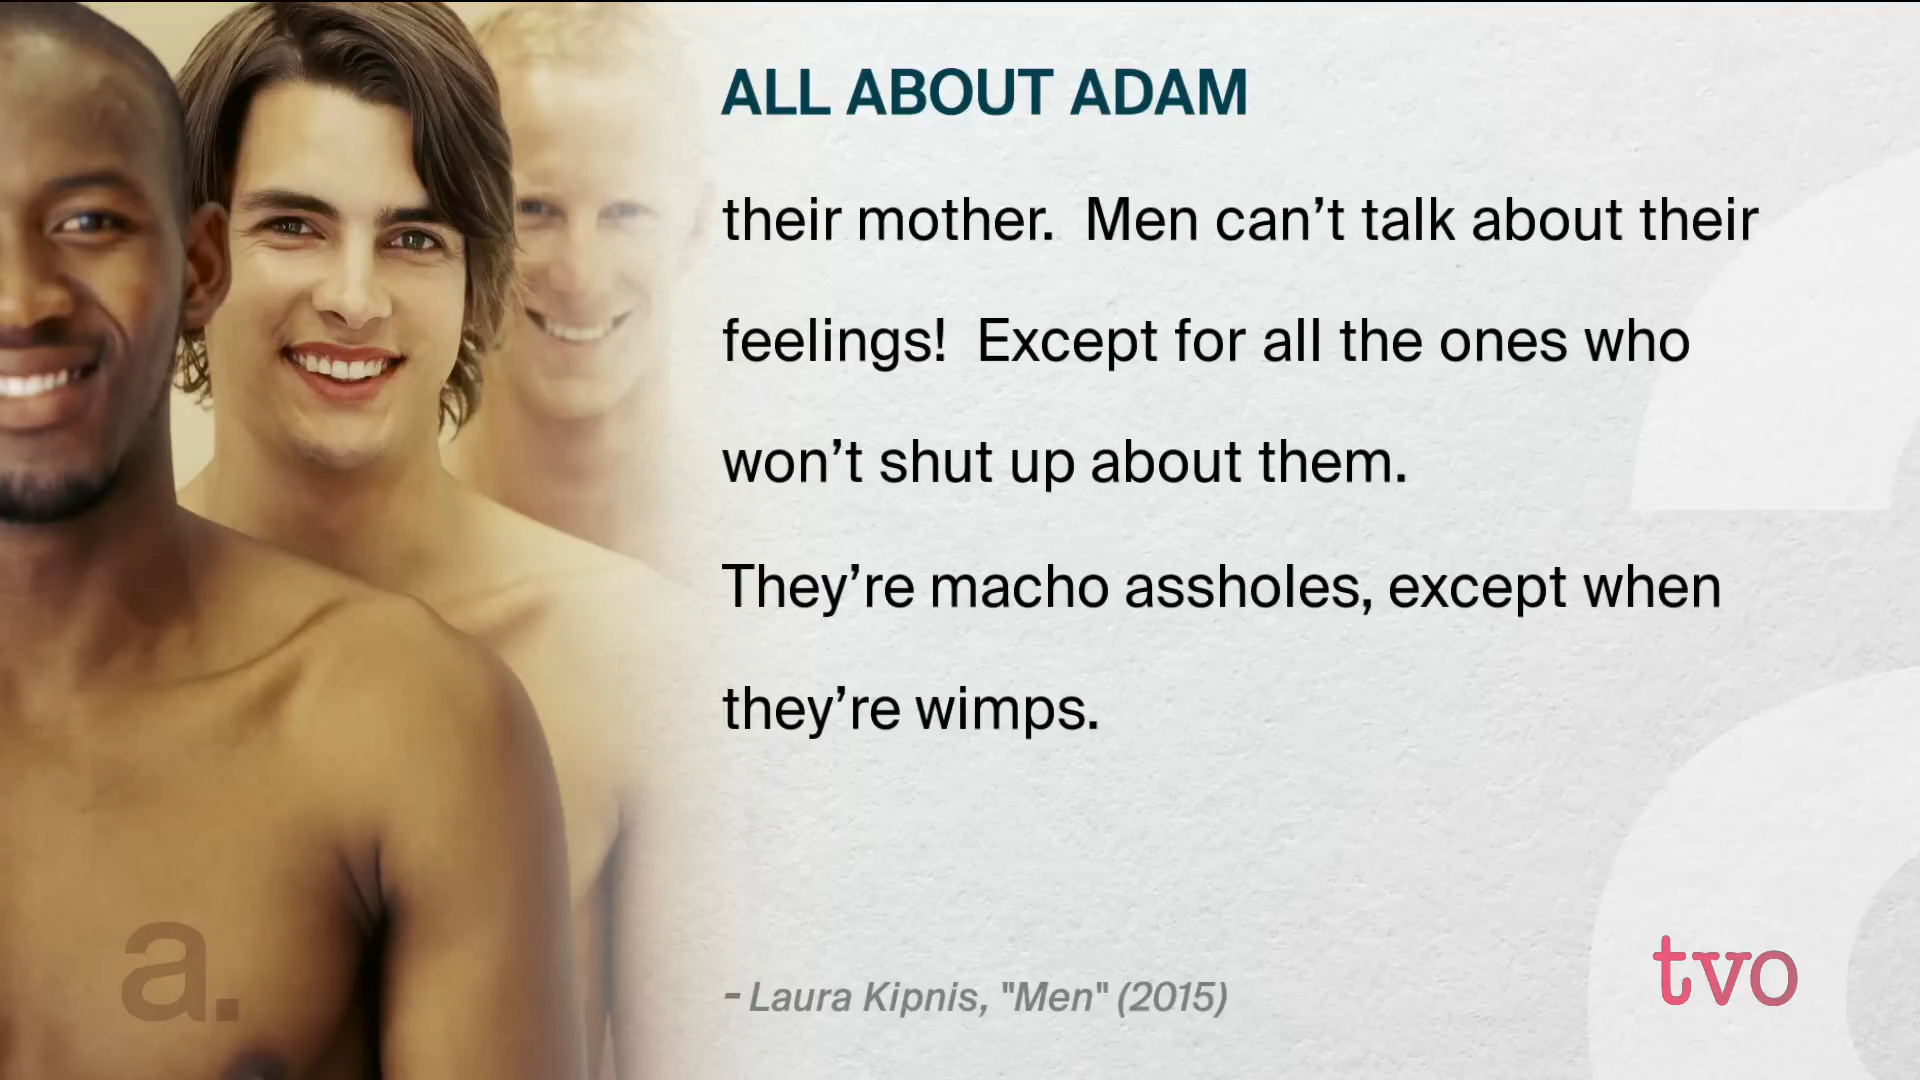 ALL ABOUT ADAM
their mother.  Men can’t talk about their
feelings!  Except for all the ones who
won’t shut up about them.
They’re macho assholes, except when
they’re wimps.
- Laura Kipnis, "Men" (2015)
a.
tvo